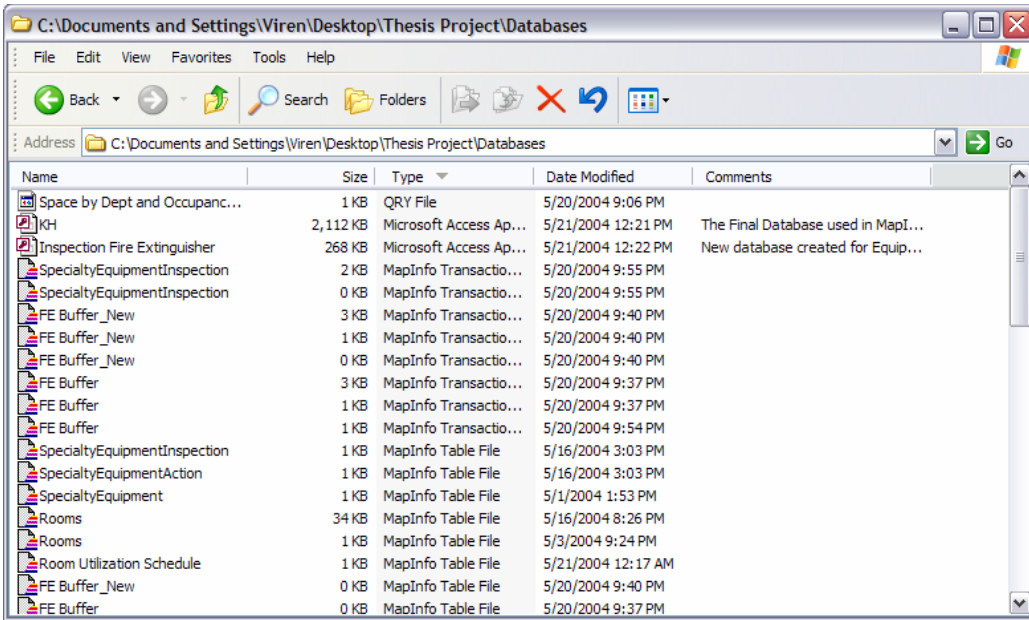 C:\Documents and Settings\Viren\Desktop\Thesis Project\Databases
File Edit View Favorites Tools Help
Back Search Folders
Address C:\Documents and Settings\Viren\Desktop\Thesis Project\Databases Go
Name Size Type Date Modified Comments
Space by Dept and Occupanc... 1 KB QRY File 5/20/2004 9:06 PM
KH 2,112 KB Microsoft Access Ap... 5/21/2004 12:21 PM The Final Database used in MapI...
Inspection Fire Extinguisher 268 KB Microsoft Access Ap... 5/21/2004 12:22 PM New database created for Equip...
SpecialtyEquipmentInspection 2 KB MapInfo Transactio... 5/20/2004 9:55 PM
SpecialtyEquipmentInspection 0 KB MapInfo Transactio... 5/20/2004 9:55 PM
FE Buffer_New 3 KB MapInfo Transactio... 5/20/2004 9:40 PM
FE Buffer_New 1 KB MapInfo Transactio... 5/20/2004 9:40 PM
FE Buffer_New 0 KB MapInfo Transactio... 5/20/2004 9:40 PM
FE Buffer 3 KB MapInfo Transactio... 5/20/2004 9:37 PM
FE Buffer 1 KB MapInfo Transactio... 5/20/2004 9:37 PM
FE Buffer 1 KB MapInfo Transactio... 5/20/2004 9:54 PM
SpecialtyEquipmentInspection 1 KB MapInfo Table File 5/16/2004 3:03 PM
SpecialtyEquipmentAction 1 KB MapInfo Table File 5/16/2004 3:03 PM
SpecialtyEquipment 1 KB MapInfo Table File 5/1/2004 1:53 PM
Rooms 34 KB MapInfo Table File 5/16/2004 8:26 PM
Rooms 1 KB MapInfo Table File 5/3/2004 9:24 PM
Room Utilization Schedule 1 KB MapInfo Table File 5/21/2004 12:17 AM
FE Buffer_New 0 KB MapInfo Table File 5/20/2004 9:40 PM
FE Buffer 0 KB MapInfo Table File 5/20/2004 9:37 PM